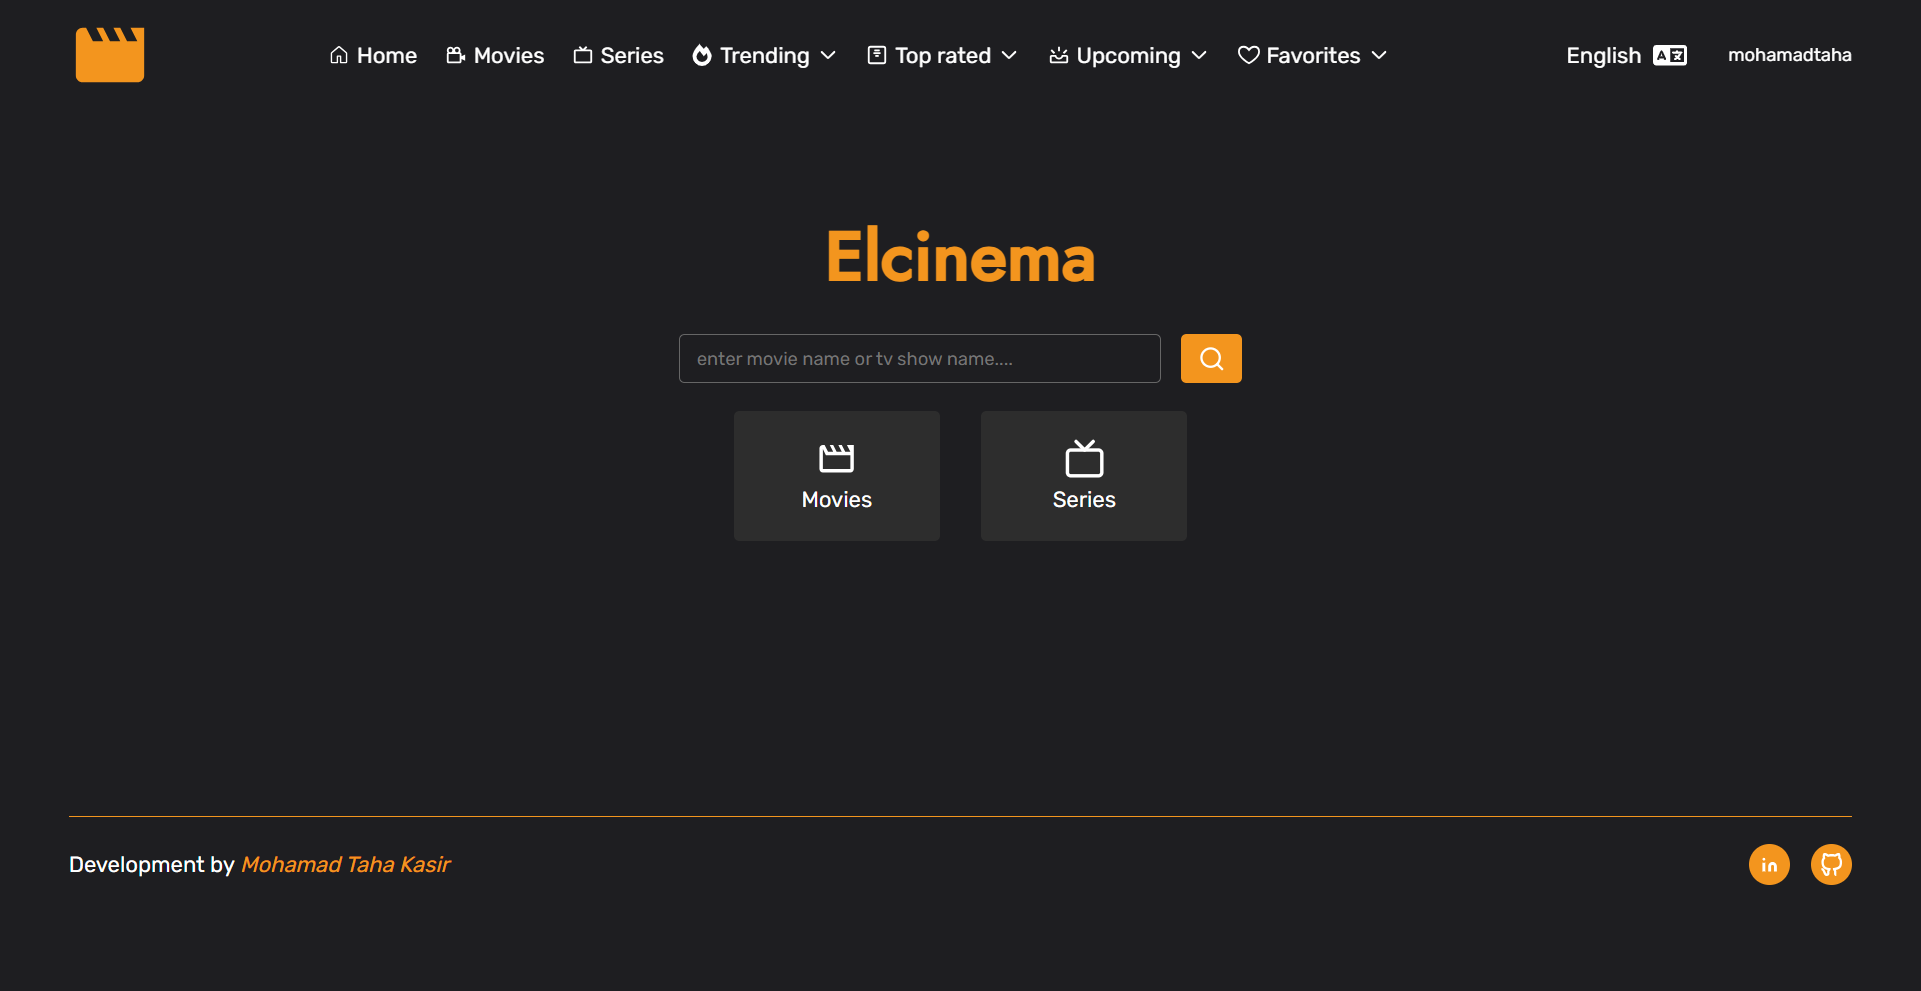 Home Movies Series Trending Top rated Upcoming Favorites English mohamadtaha
Elcinema
enter movie name or tv show name....
Movies Series
Development by Mohamad Taha Kasir